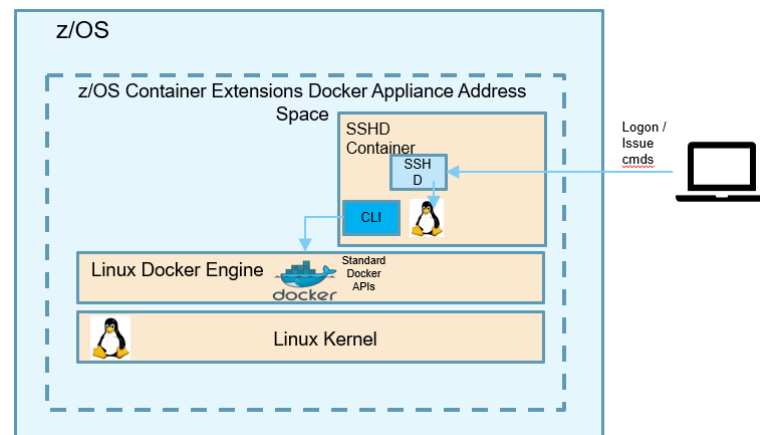 z/OS
z/OS Container Extensions Docker Appliance Address
Space
SSHD
Container
SSH
D
Logon /
Issue
cmds
CLI
Linux Docker Engine
docker
Standard
Docker
APIs
Linux Kernel